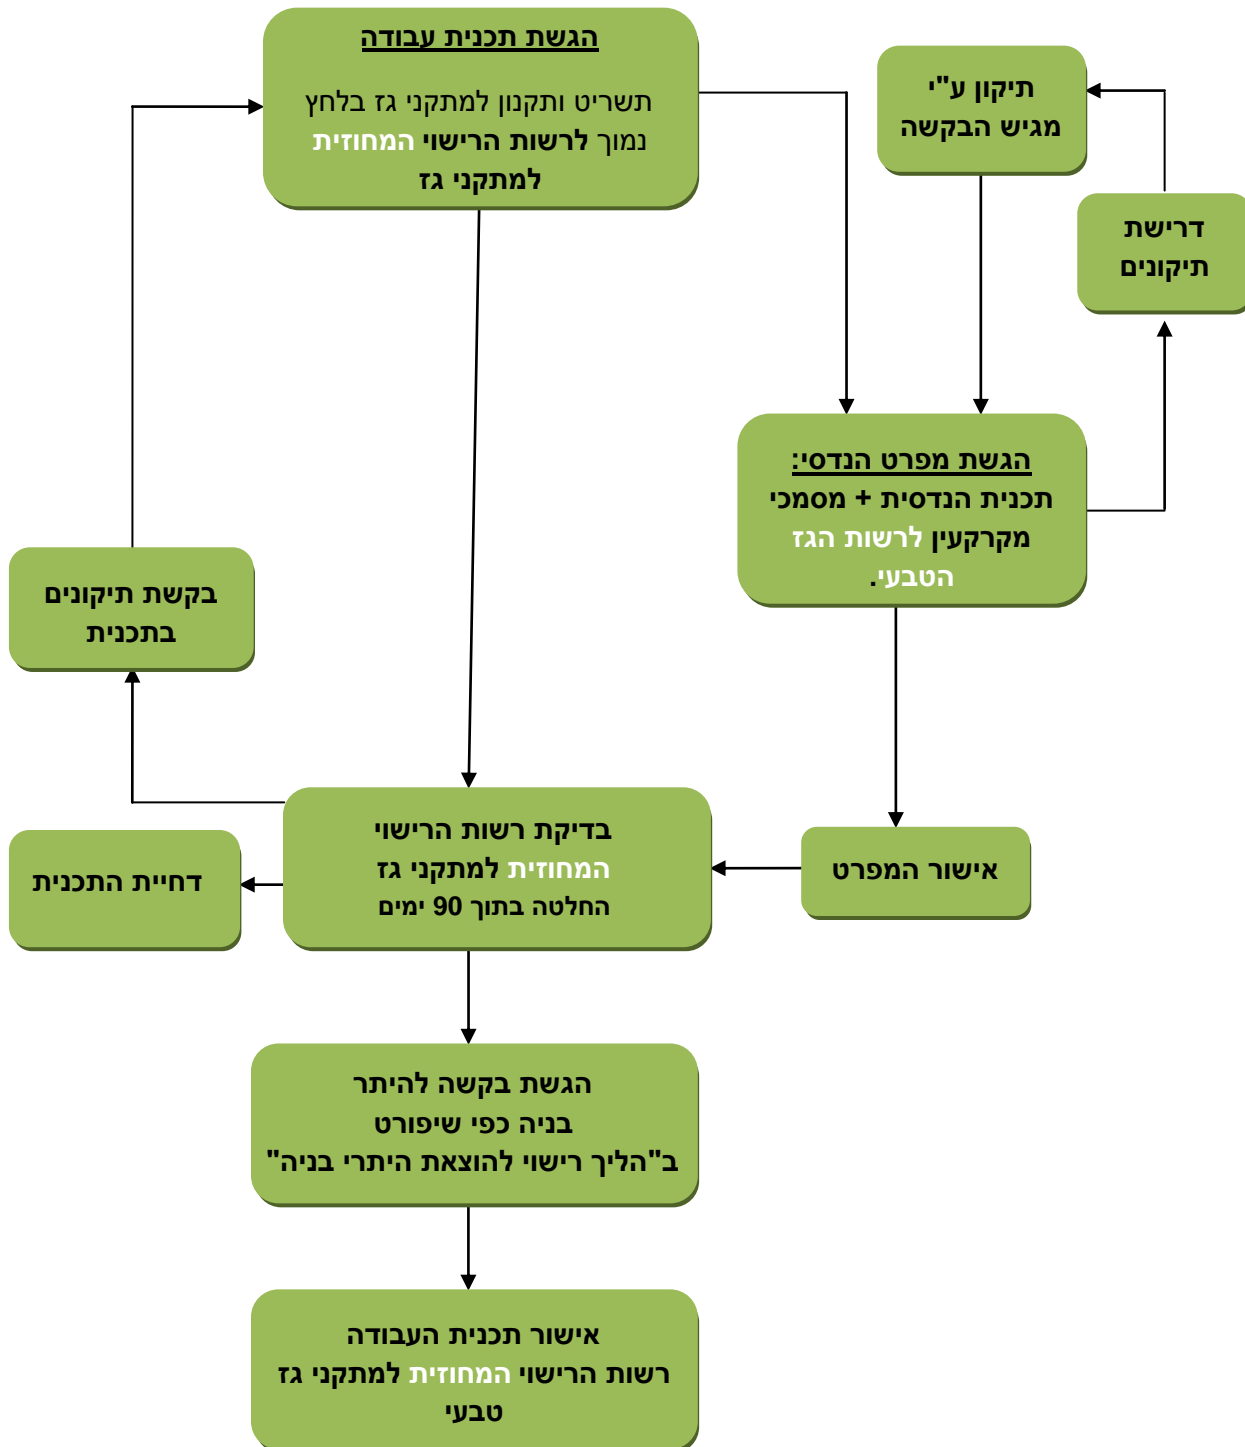 הגשת תכנית עבודה
תשריט ותקנון למתקני גז בלחץ
נמוך לרשות הרישוי המחוזית
למתקני גז
תיקון ע"י
מגיש הבקשה
דרישת
תיקונים
הגשת מפרט הנדסי:
תכנית הנדסית + מסמכי
מקרקעין לרשות הגז
הטבעי.
בקשת תיקונים
בתכנית
בדיקת רשות הרישוי
המחוזית למתקני גז
החלטה בתוך 90 ימים
אישור המפרט
דחיית התכנית
הגשת בקשה להיתר
בניה כפי שיפורט
ב"הליך רישוי להוצאת היתרי בניה"
אישור תכנית העבודה
רשות הרישוי המחוזית למתקני גז
טבעי